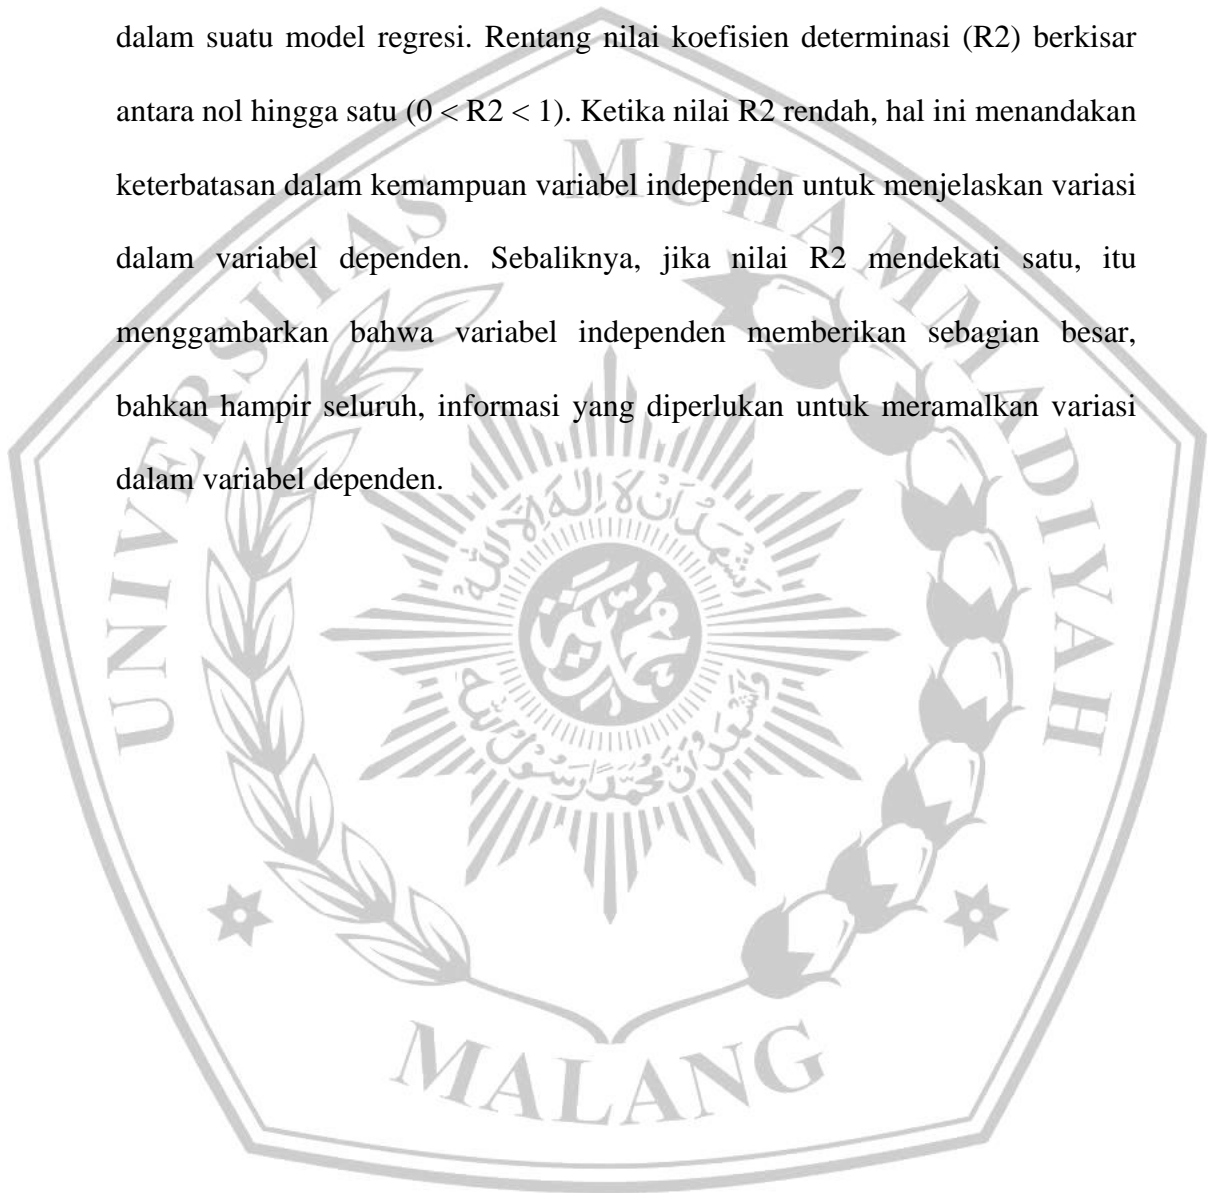 dalam suatu model regresi. Rentang nilai koefisien determinasi (R2) berkisar
antara nol hingga satu (0 < R2 < 1). Ketika nilai R2 rendah, hal ini menandakan
keterbatasan dalam kemampuan variabel independen untuk menjelaskan variasi
dalam variabel dependen. Sebaliknya, jika nilai R2 mendekati satu, itu
menggambarkan bahwa variabel independen memberikan sebagian besar,
bahkan hampir seluruh, informasi yang diperlukan untuk meramalkan variasi
dalam variabel dependen.
UNIVERSITAS MUHAMMADIYAH
MALANG